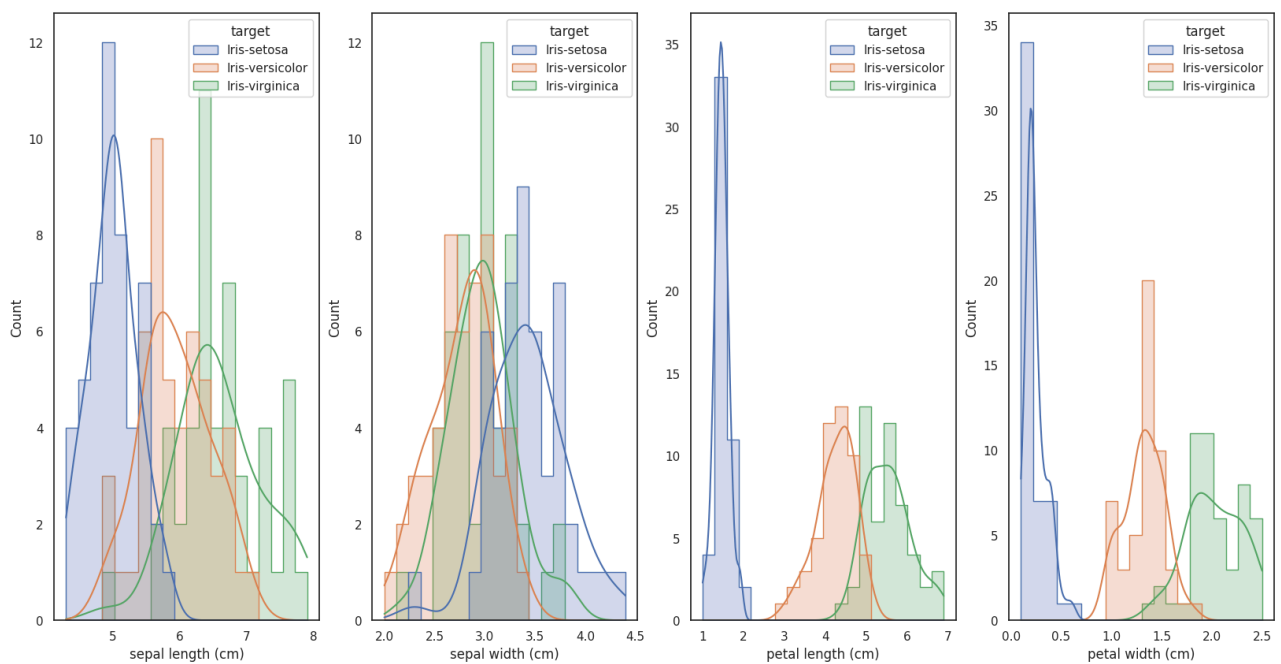 target
Iris-setosa
Iris-versicolor
Iris-virginica
12
10
8
6
4
2
0
Count
5 6 7 8
sepal length (cm)
target
Iris-setosa
Iris-versicolor
Iris-virginica
12
10
8
6
4
2
0
Count
2.0 2.5 3.0 3.5 4.0 4.5
sepal width (cm)
target
Iris-setosa
Iris-versicolor
Iris-virginica
35
30
25
20
15
10
5
0
Count
1 2 3 4 5 6 7
petal length (cm)
target
Iris-setosa
Iris-versicolor
Iris-virginica
35
30
25
20
15
10
5
0
Count
0.0 0.5 1.0 1.5 2.0 2.5
petal width (cm)